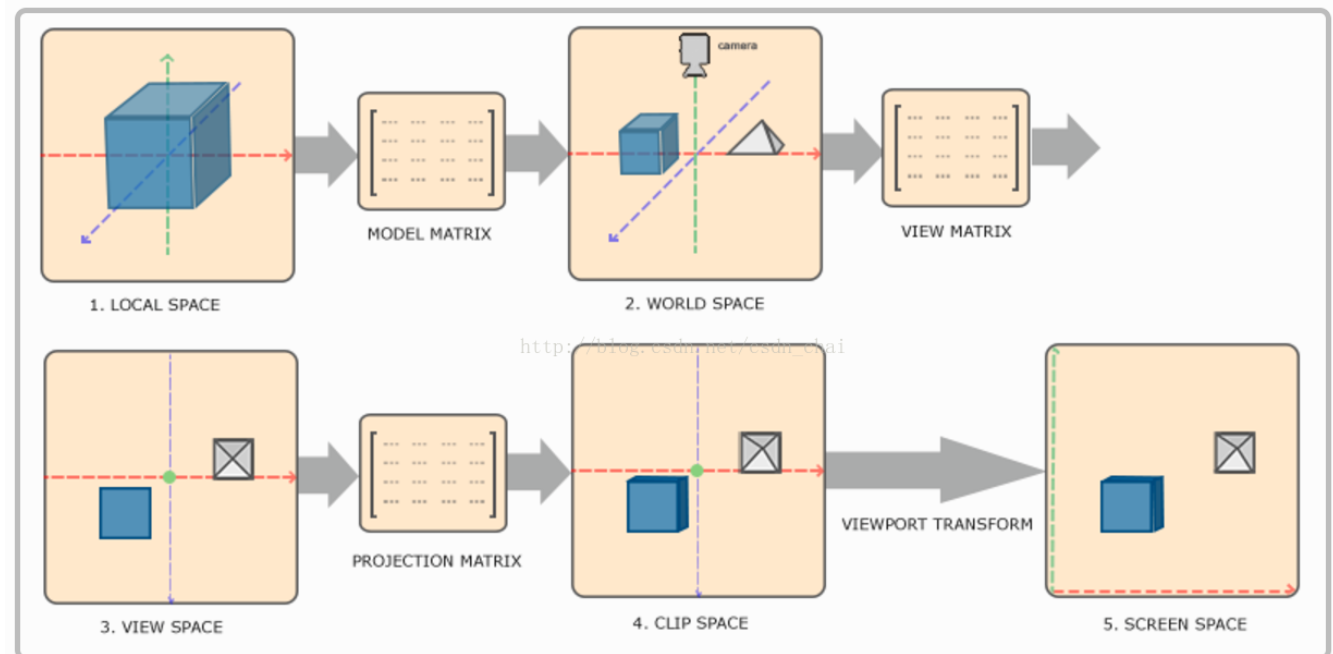 camera
MODEL MATRIX
VIEW MATRIX
1. LOCAL SPACE
2. WORLD SPACE
http://blog.csdn.net/csdn_chai
PROJECTION MATRIX
VIEWPORT TRANSFORM
3. VIEW SPACE
4. CLIP SPACE
5. SCREEN SPACE